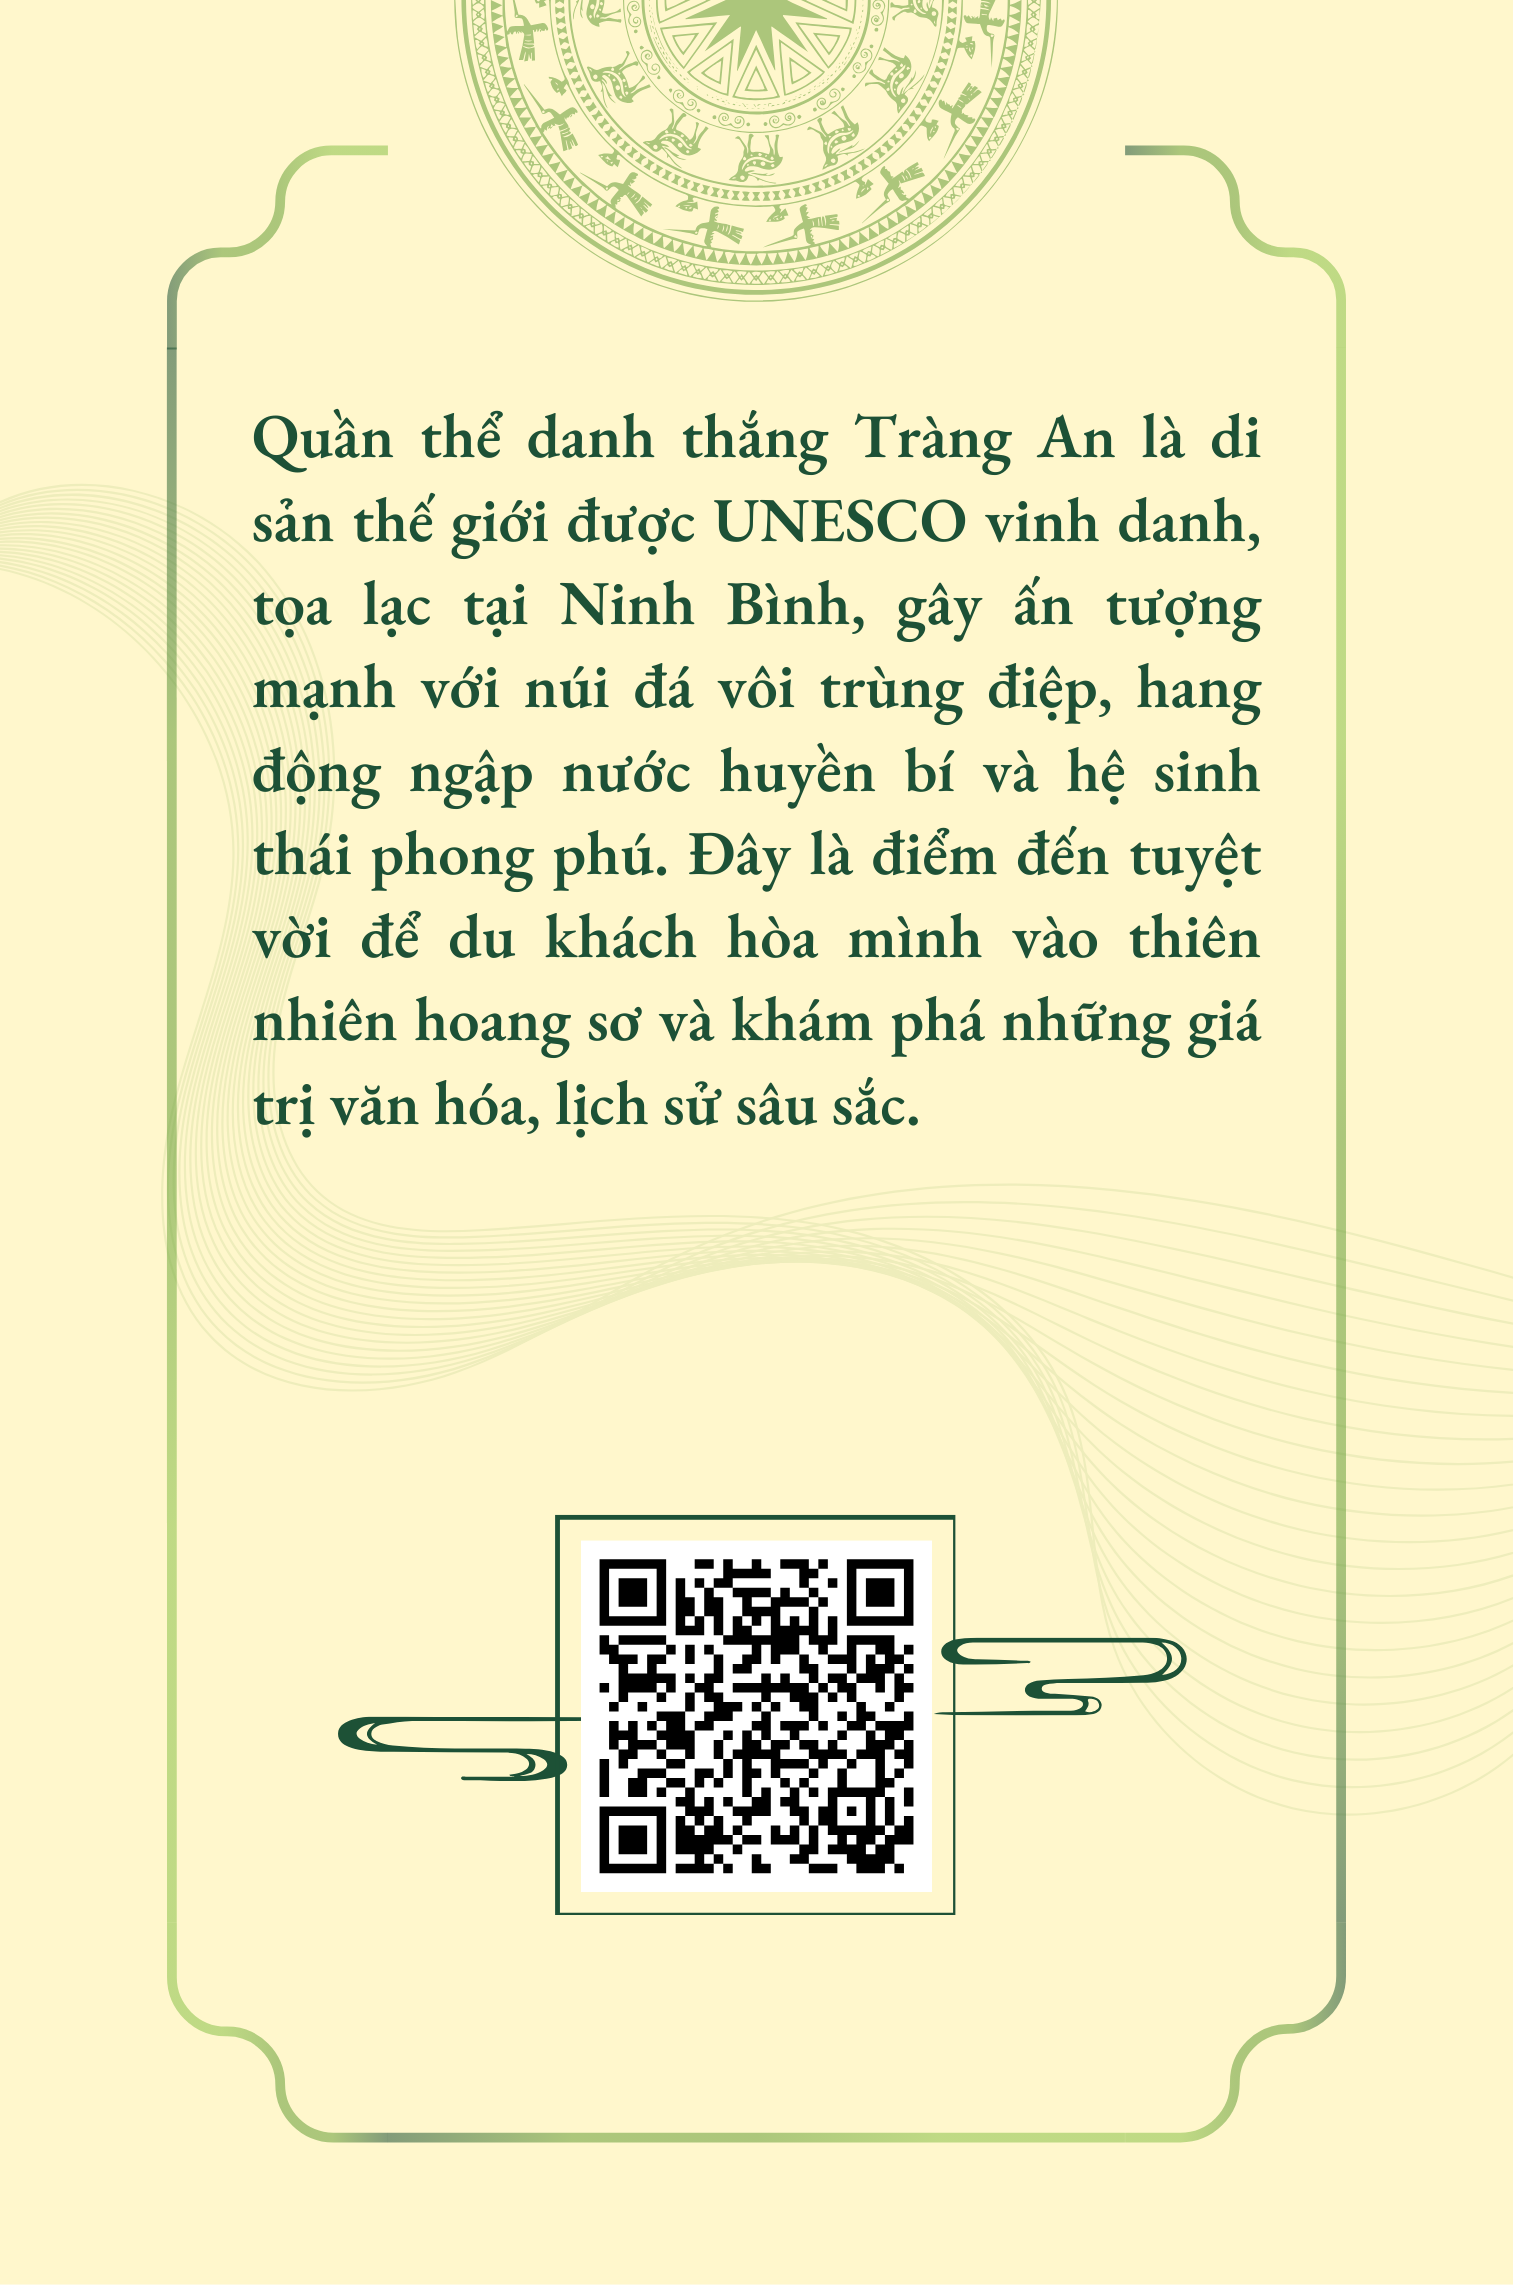 Quần thể danh thắng Tràng An là di
sản thế giới được UNESCO vinh danh,
tọa lạc tại Ninh Bình, gây ấn tượng
mạnh với núi đá vôi trùng điệp, hang
động ngập nước huyền bí và hệ sinh
thái phong phú. Đây là điểm đến tuyệt
vời để du khách hòa mình vào thiên
nhiên hoang sơ và khám phá những giá
trị văn hóa, lịch sử sâu sắc.